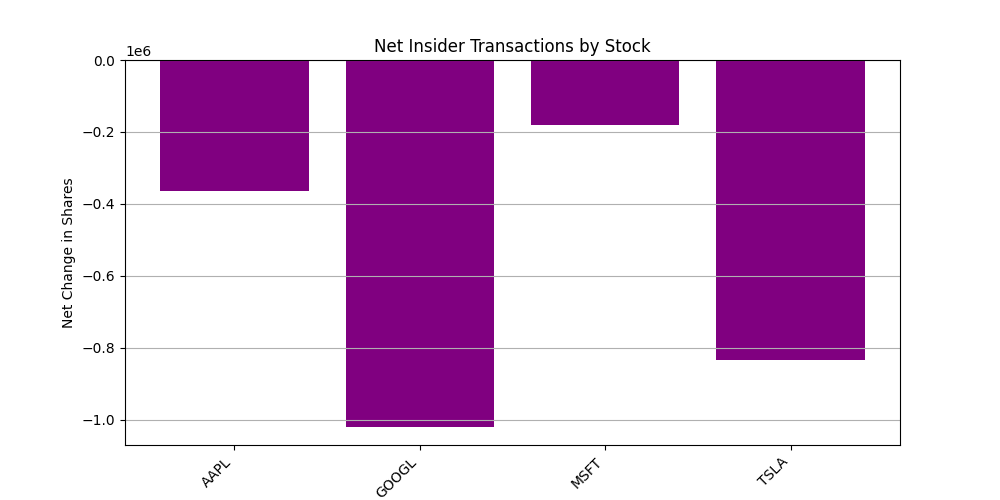 Net Insider Transactions by Stock
1e6
0.0
−0.2
−0.4
−0.6
−0.8
−1.0
Net Change in Shares
AAPL
GOOGL
MSFT
TSLA